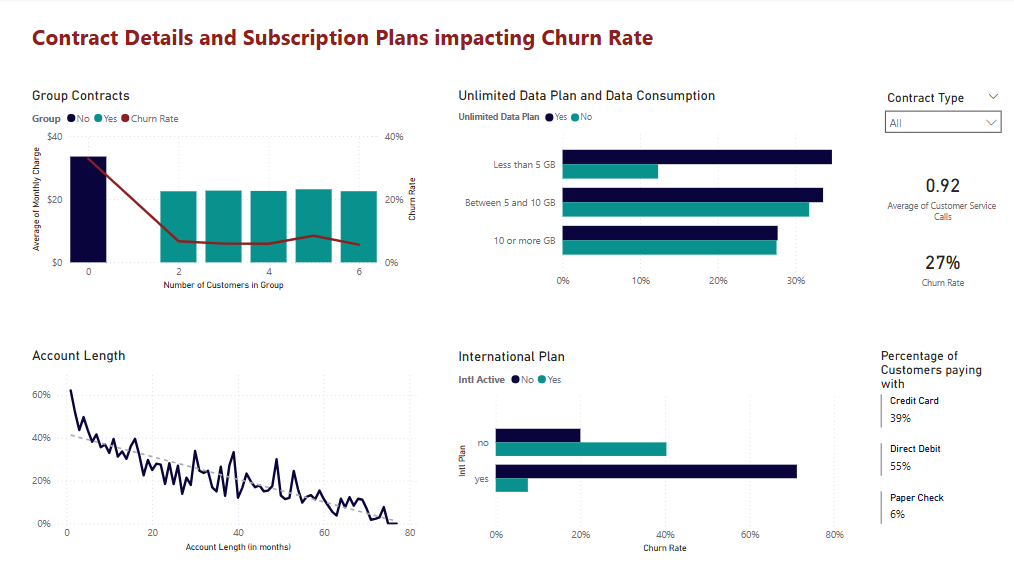 Contract Details and Subscription Plans impacting Churn Rate
Group Contracts
Group No Yes Churn Rate
Average of Monthly Charge
$40
$20
$0
40%
20%
0%
Churn Rate
0 2 4 6
Number of Customers in Group
Unlimited Data Plan and Data Consumption
Unlimited Data Plan Yes No
Less than 5 GB
Between 5 and 10 GB
10 or more GB
0% 10% 20% 30%
Contract Type
All
0.92
Average of Customer Service
Calls
27%
Churn Rate
Account Length
60%
40%
20%
0%
0 20 40 60 80
Account Length (in months)
International Plan
Intl Active No Yes
Intl Plan
no
yes
0% 20% 40% 60% 80%
Churn Rate
Percentage of
Customers paying
with
Credit Card
39%
Direct Debit
55%
Paper Check
6%